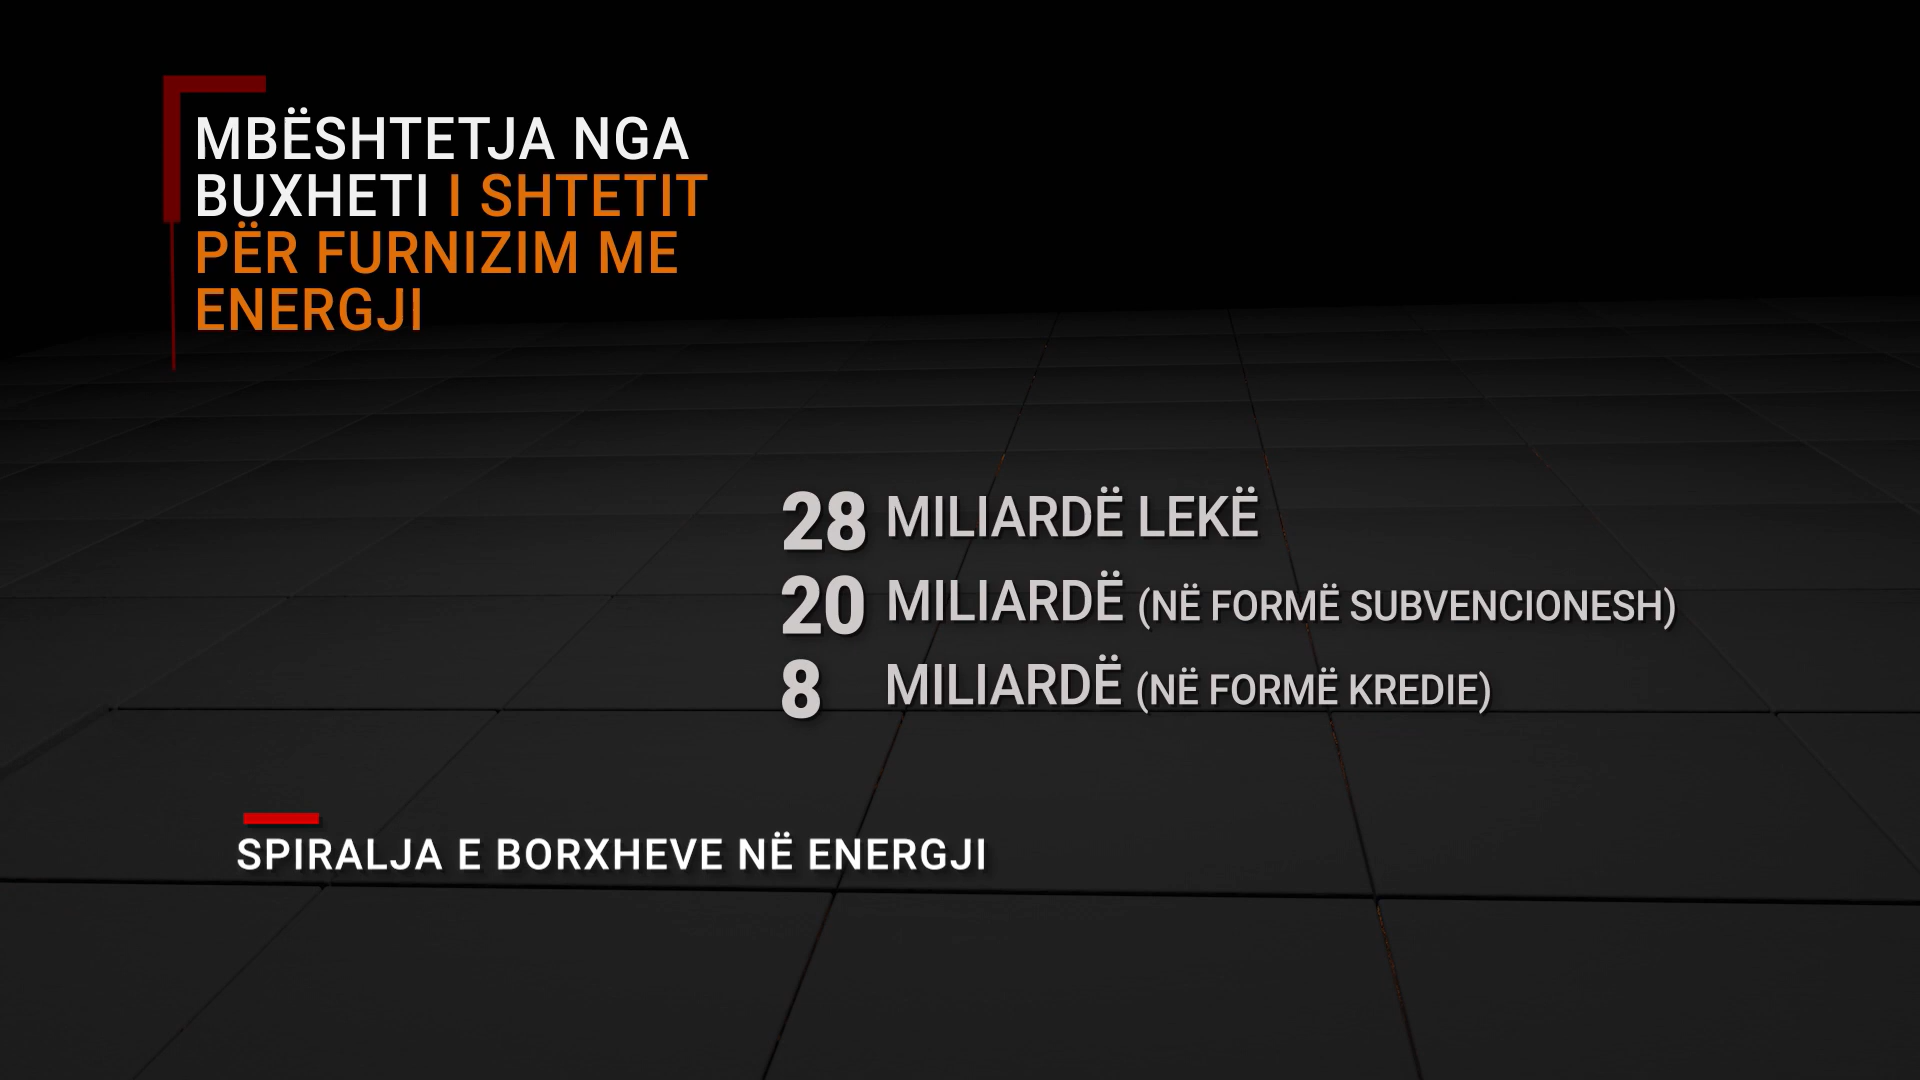 MBËSHTETJA NGA
BUXHETI I SHTETIT
PËR FURNIZIM ME
ENERGJI
28 MILIARDË LEKË
20 MILIARDË (NË FORMË SUBVENCIONESH)
8 MILIARDË (NË FORMË KREDIE)
SPIRALJA E BORXHEVE NË ENERGJI